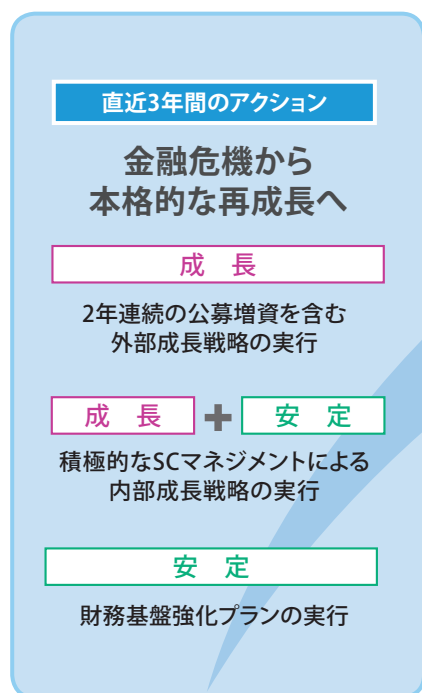 直近3年間のアクション
金融危機から
本格的な再成長へ
成 長
2年連続の公募増資を含む
外部成長戦略の実行
成 長 + 安 定
積極的なSCマネジメントによる
内部成長戦略の実行
安 定
財務基盤強化プランの実行